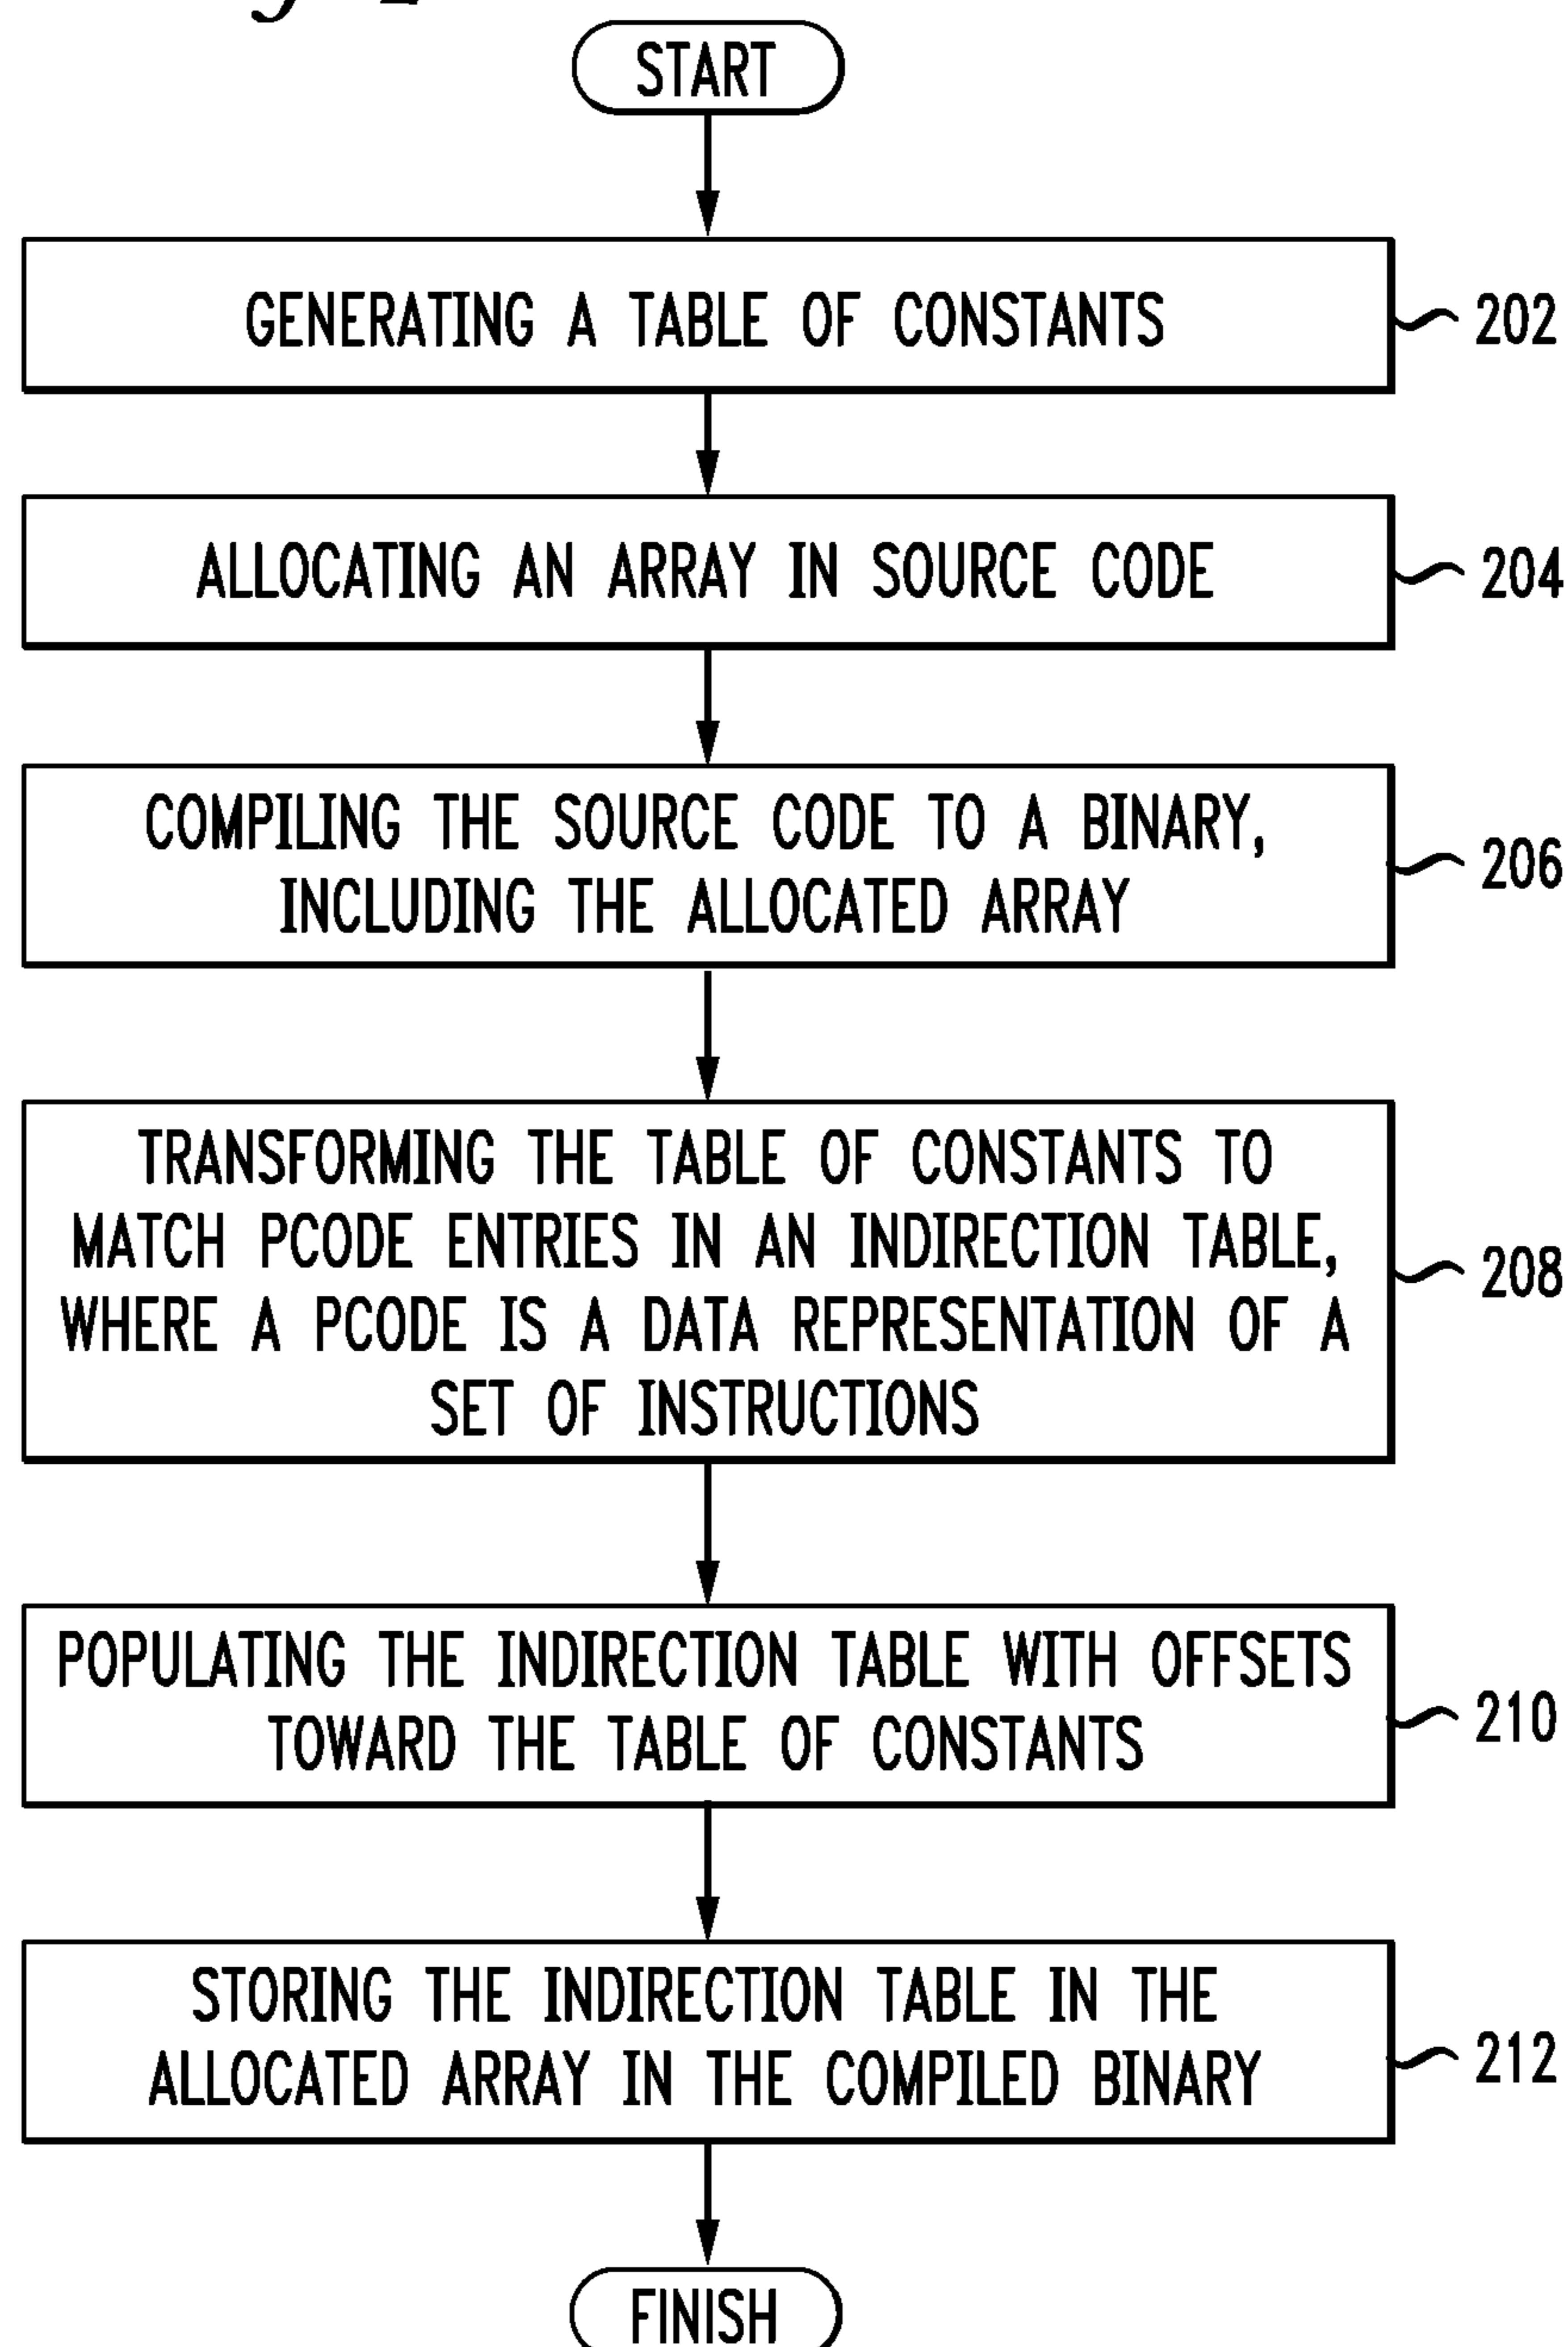 START
GENERATING A TABLE OF CONSTANTS
202
ALLOCATING AN ARRAY IN SOURCE CODE
204
COMPILING THE SOURCE CODE TO A BINARY,
INCLUDING THE ALLOCATED ARRAY
206
TRANSFORMING THE TABLE OF CONSTANTS TO
MATCH PCODE ENTRIES IN AN INDIRECTION TABLE,
WHERE A PCODE IS A DATA REPRESENTATION OF A
SET OF INSTRUCTIONS
208
POPULATING THE INDIRECTION TABLE WITH OFFSETS
TOWARD THE TABLE OF CONSTANTS
210
STORING THE INDIRECTION TABLE IN THE
ALLOCATED ARRAY IN THE COMPILED BINARY
212
FINISH